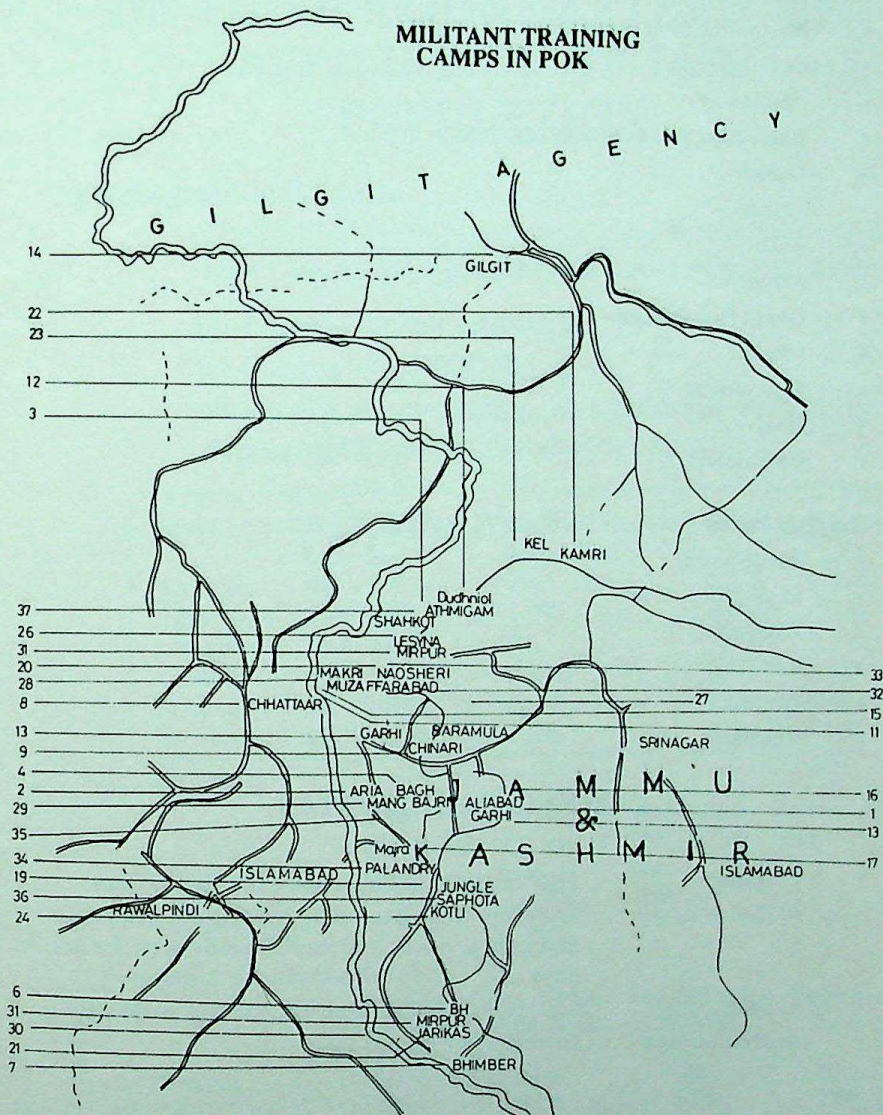 MILITANT TRAINING
CAMPS IN POK
GILGIT AGENCY
14
GILGIT
22
23
12
3
KEL KAMRI
Dudhniol
37 ATHMIGAM
SHAHKOT
26 LESYNA
31 MIRPUR
20 33
MAKRI NAOSHERI
28 MUZAFFARABAD 32
8 CHHATTAAR 27
15
13 GARHI BARAMULA 11
9 CHINARI SRINAGAR
4
JAMMU
2 ARIA BAGH ALIABAD 16
29 MANG BAJRI GARHI 1
& 13
35 Majra
KASHMIR
34 PALANDRY 17
19 ISLAMABAD ISLAMABAD
JUNGLE
36 SAPHOTA
24 RAWALPINDI KOTLI
6 BH
31 MIRPUR
30 JARIKAS
21
7 BHIMBER